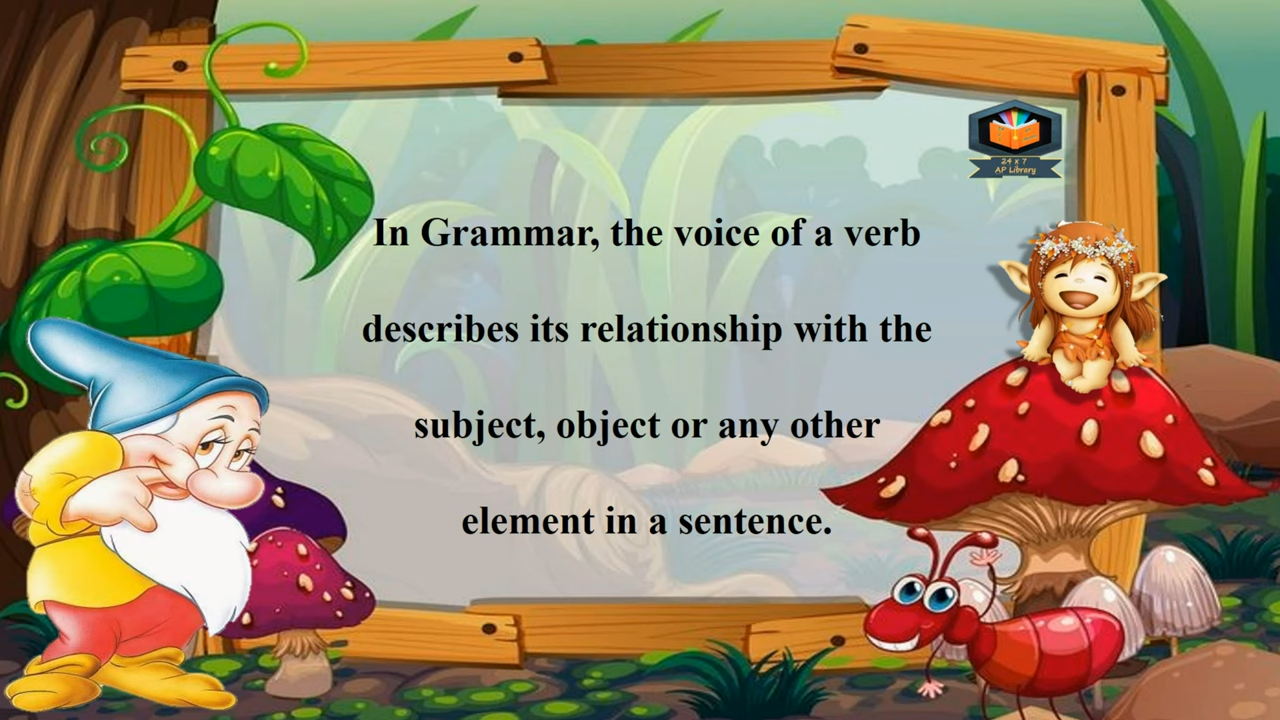 24 x 7
AP Library
In Grammar, the voice of a verb
describes its relationship with the
subject, object or any other
element in a sentence.